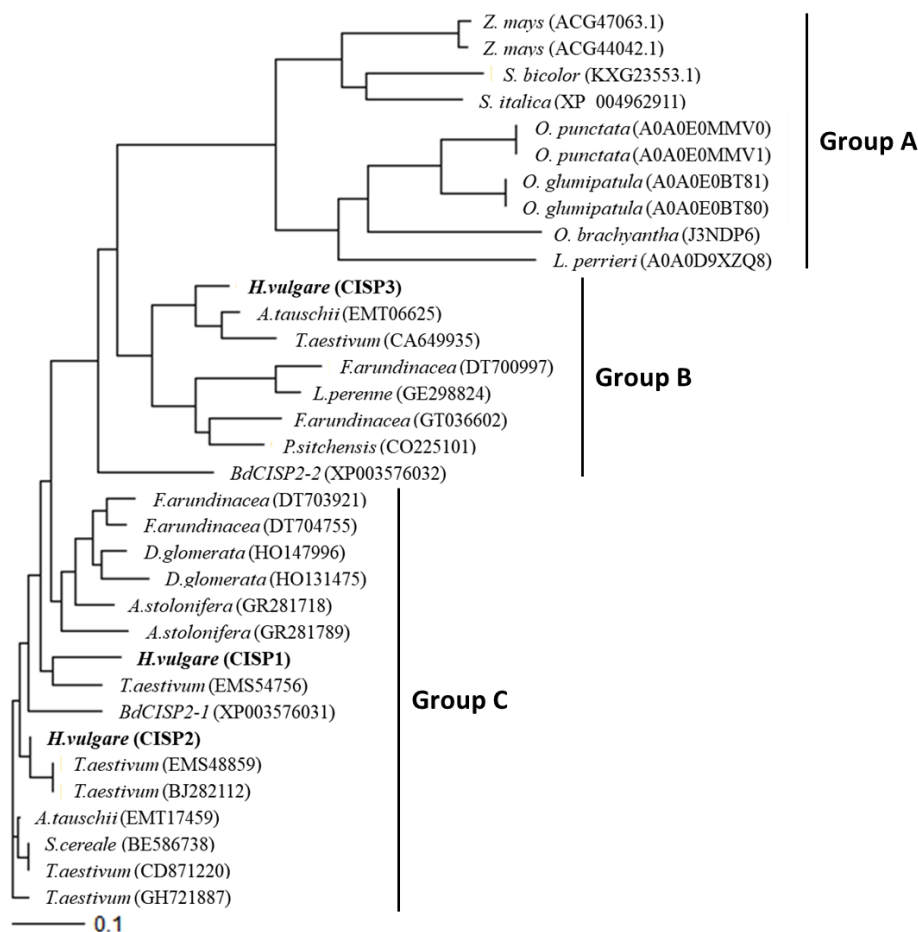 Z. mays (ACG47063.1)
Z. mays (ACG44042.1)
S. bicolor (KXG23553.1)
S. italica (XP 004962911)
O. punctata (A0A0E0MMV0)
O. punctata (A0A0E0MMV1)
Group A
O. glumipatula (A0A0E0BT81)
O. glumipatula (A0A0E0BT80)
O. brachyantha (J3NDP6)
L. perrieri (A0A0D9XZQ8)
H.vulgare (CISP3)
A.tauschii (EMT06625)
T.aestivum (CA649935)
F.arundinacea (DT700997)
Group B
L.perenne (GE298824)
F.arundinacea (GT036602)
P.sitchensis (CO225101)
BdCISP2-2 (XP003576032)
F.arundinacea (DT703921)
F.arundinacea (DT704755)
D.glomerata (HO147996)
D.glomerata (HO131475)
A.stolonifera (GR281718)
A.stolonifera (GR281789)
H.vulgare (CISP1)
T.aestivum (EMS54756)
Group C
BdCISP2-1 (XP003576031)
H.vulgare (CISP2)
T.aestivum (EMS48859)
T.aestivum (BJ282112)
A.tauschii (EMT17459)
S.cereale (BE586738)
T.aestivum (CD871220)
T.aestivum (GH721887)
0.1